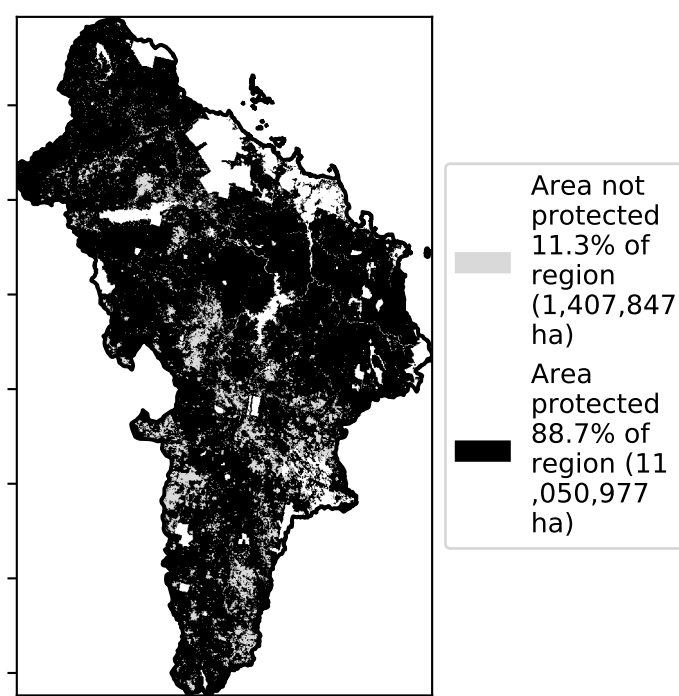 Area not
protected
11.3% of
region
(1,407,847
ha)
Area
protected
88.7% of
region (11
,050,977
ha)